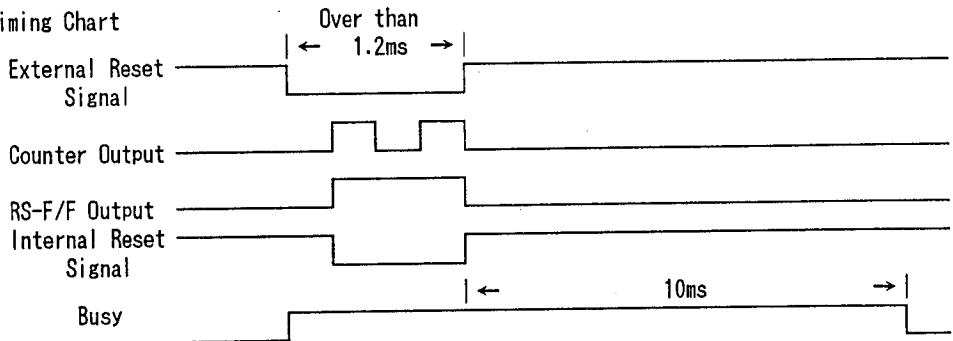 iming Chart
Over than
1.2ms
External Reset
Signal
Counter Output
RS-F/F Output
Internal Reset
Signal
10ms
Busy